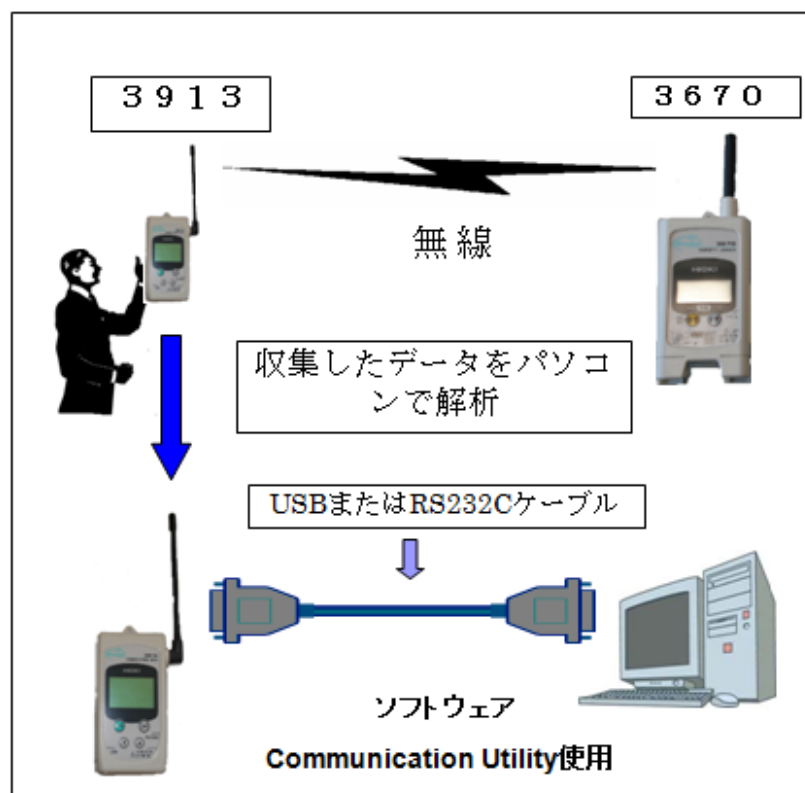 ３９１３
３６７０
無線
収集したデータをパソコ
ンで解析
USBまたはRS232Cケーブル
ソフトウェア
Communication Utility使用